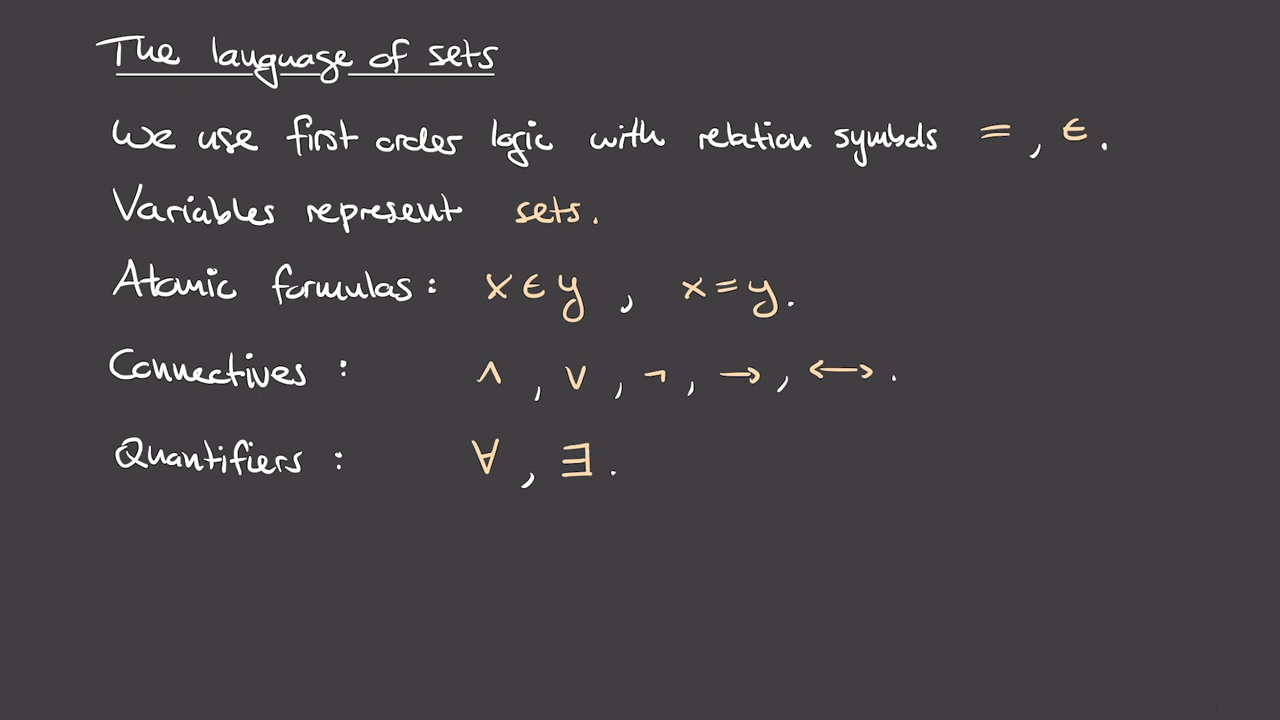 The language of sets
We use first order logic with relation symbols = , ∈ .
Variables represent sets.
Atomic formulas : x ∈ y , x = y .
Connectives : ∧ , ∨ , ¬ , → , ⟷ .
Quantifiers : ∀ , ∃ .